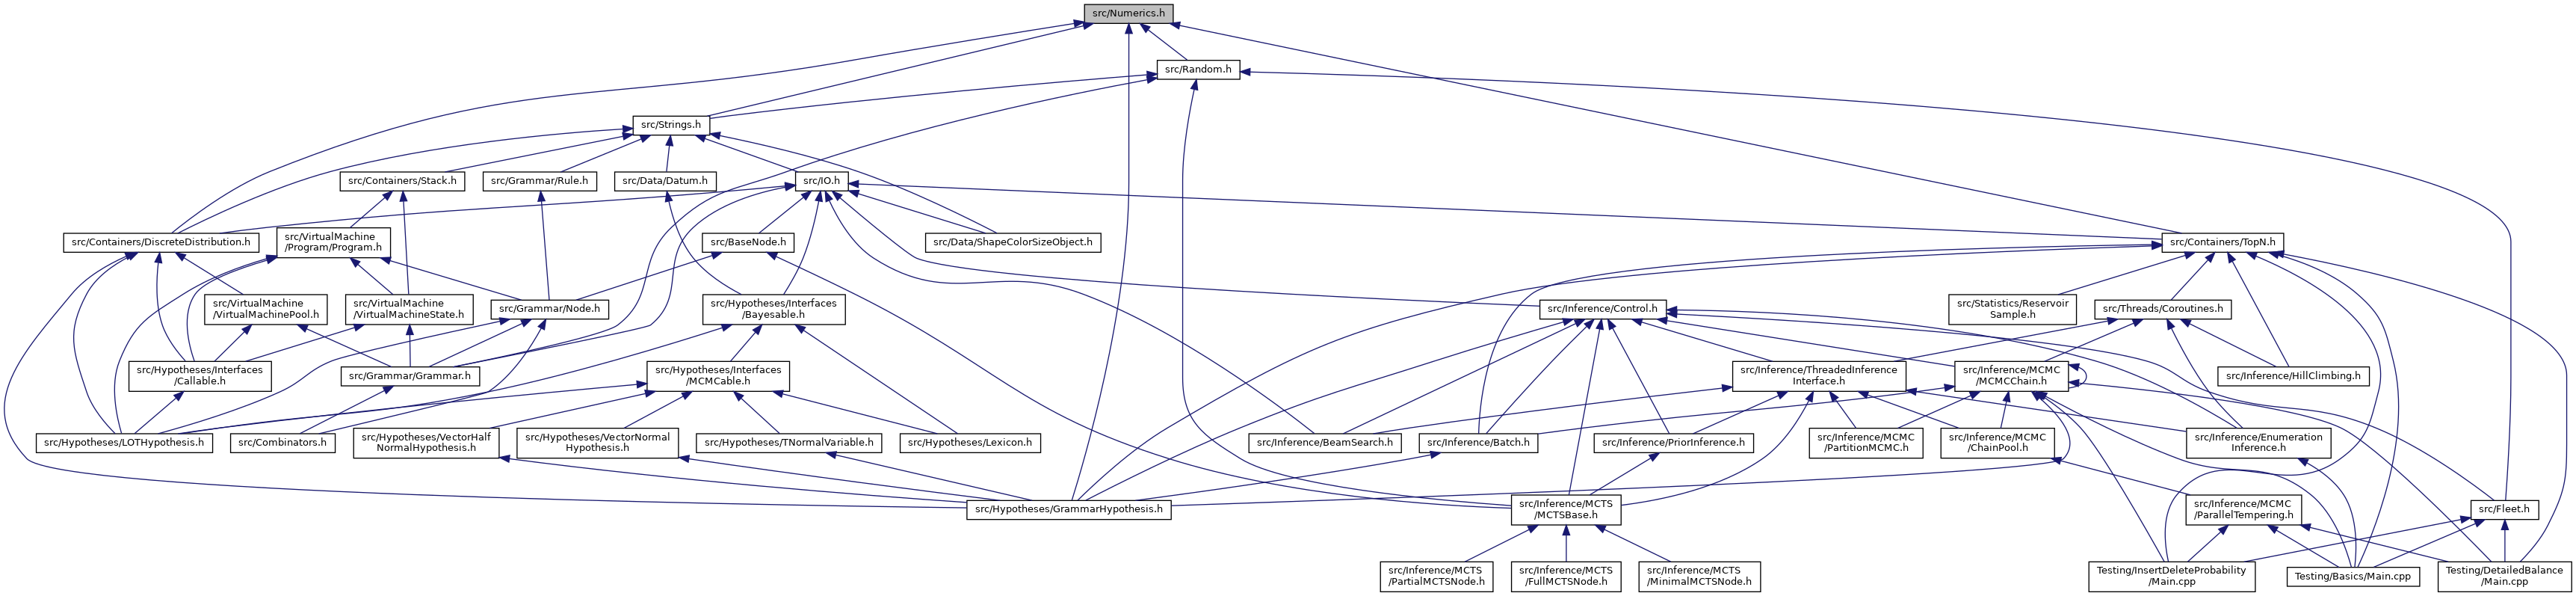 src/Numerics.h
src/Random.h
src/Strings.h
src/Containers/Stack.h
src/Grammar/Rule.h
src/Data/Datum.h
src/IO.h
src/Containers/DiscreteDistribution.h
src/VirtualMachine
/Program/Program.h
src/BaseNode.h
src/Data/ShapeColorSizeObject.h
src/Containers/TopN.h
src/VirtualMachine
/VirtualMachinePool.h
src/VirtualMachine
/VirtualMachineState.h
src/Grammar/Node.h
src/Hypotheses/Interfaces
/Bayesable.h
src/Inference/Control.h
src/Statistics/Reservoir
Sample.h
src/Threads/Coroutines.h
src/Hypotheses/Interfaces
/Callable.h
src/Grammar/Grammar.h
src/Hypotheses/Interfaces
/MCMCable.h
src/Inference/ThreadedInference
Interface.h
src/Inference/MCMC
/MCMCChain.h
src/Inference/HillClimbing.h
src/Hypotheses/LOTHypothesis.h
src/Combinators.h
src/Hypotheses/VectorHalf
NormalHypothesis.h
src/Hypotheses/VectorNormal
Hypothesis.h
src/Hypotheses/TNormalVariable.h
src/Hypotheses/Lexicon.h
src/Inference/BeamSearch.h
src/Inference/Batch.h
src/Inference/PriorInference.h
src/Inference/MCMC
/PartitionMCMC.h
src/Inference/MCMC
/ChainPool.h
src/Inference/Enumeration
Inference.h
src/Hypotheses/GrammarHypothesis.h
src/Inference/MCTS
/MCTSBase.h
src/Inference/MCMC
/ParallelTempering.h
src/Fleet.h
src/Inference/MCTS
/PartialMCTSNode.h
src/Inference/MCTS
/FullMCTSNode.h
src/Inference/MCTS
/MinimalMCTSNode.h
Testing/InsertDeleteProbability
/Main.cpp
Testing/Basics/Main.cpp
Testing/DetailedBalance
/Main.cpp